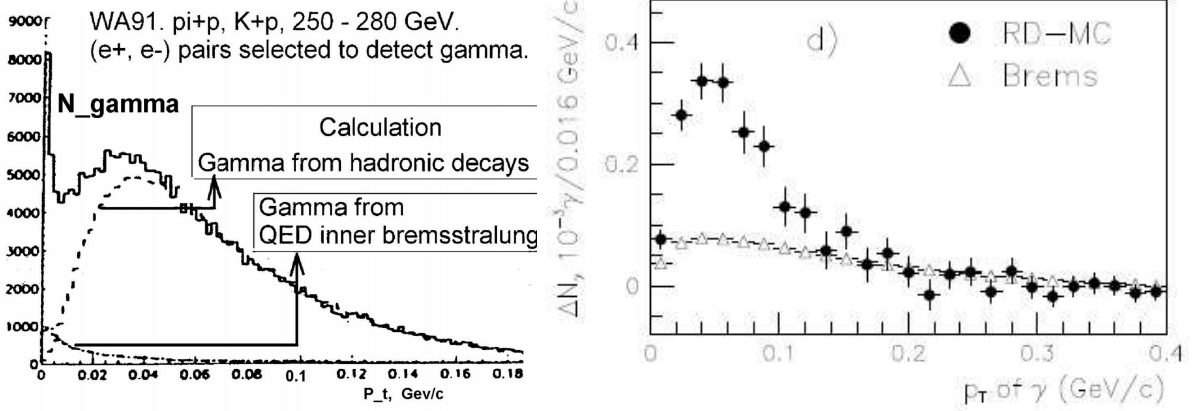 WA91. pi+p, K+p, 250 - 280 GeV.
(e+, e-) pairs selected to detect gamma.
N_gamma
Calculation
Gamma from hadronic decays
Gamma from
QED inner bremsstralung
9000
8000
7000
6000
5000
4000
3000
2000
1000
0
0 0.02 0.04 0.06 0.08 0.1 0.12 0.14 0.16 0.18
P_t, Gev/c
d)
RD-MC
Brems
ΔN, 10⁻³γ/0.016 GeV/c
0.4
0.2
0
0 0.1 0.2 0.3 0.4
p_T of γ (GeV/c)